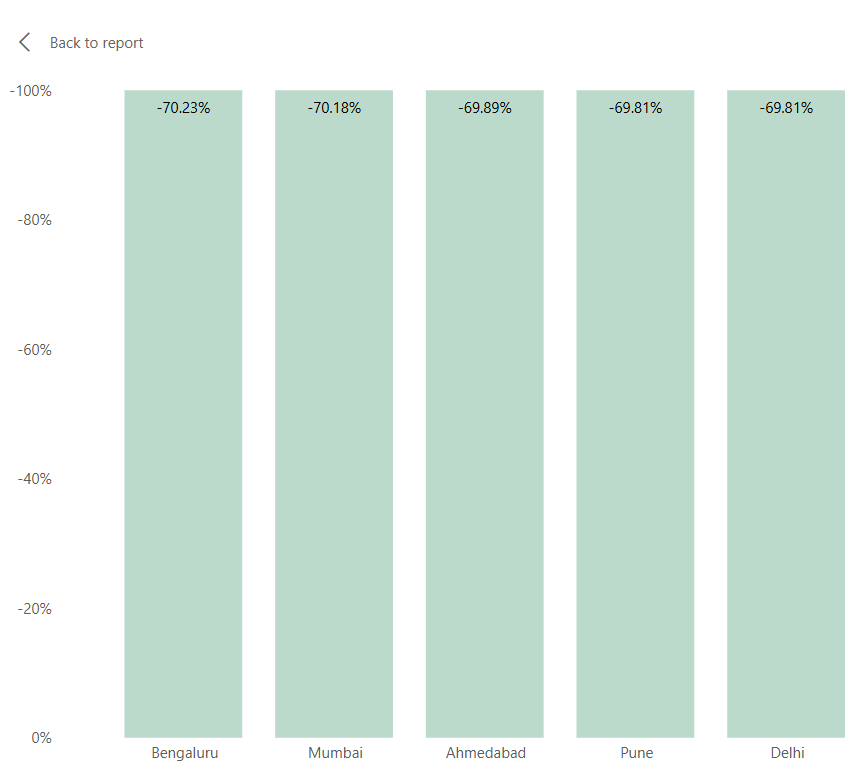 Back to report
-100%
-70.23% -70.18% -69.89% -69.81% -69.81%
-80%
-60%
-40%
-20%
0%
Bengaluru Mumbai Ahmedabad Pune Delhi